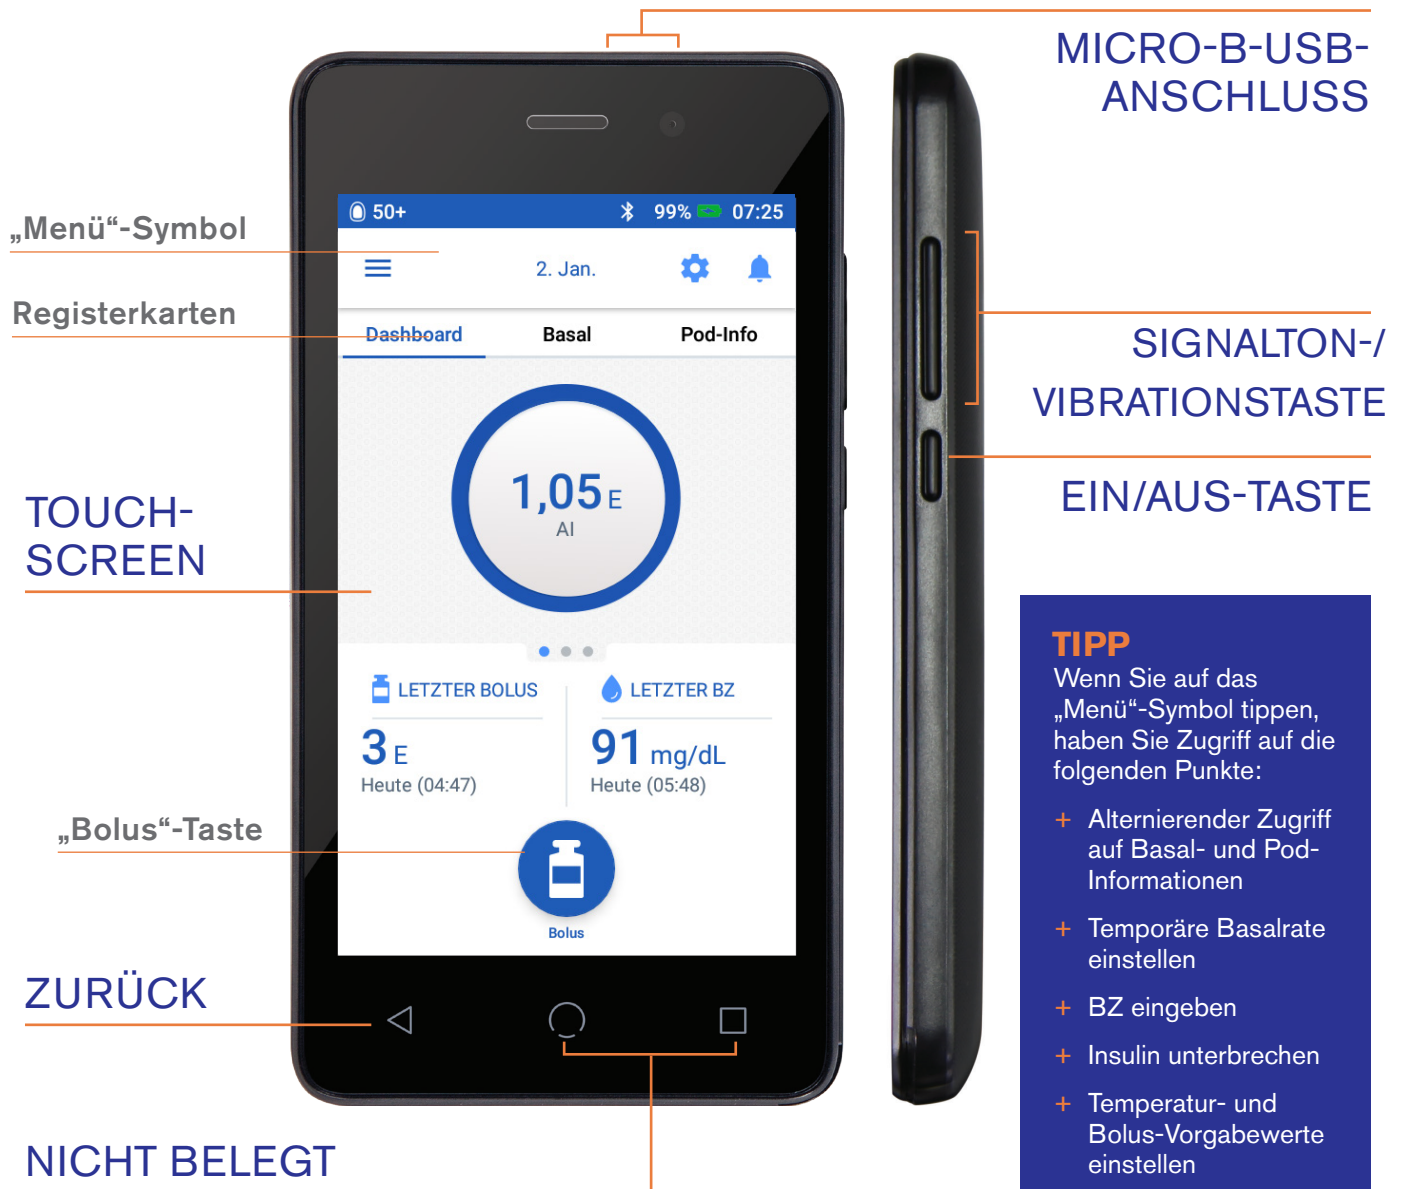 MICRO-B-USB-
ANSCHLUSS
„Menü“-Symbol
Registerkarten
50+
99%
07:25
2. Jan.
Dashboard
Basal
Pod-Info
1,05 E
AI
SIGNALTON-/
VIBRATIONSTASTE
EIN/AUS-TASTE
TOUCH-
SCREEN
LETZTER BOLUS
3 E
Heute (04:47)
LETZTER BZ
91 mg/dL
Heute (05:48)
„Bolus“-Taste
Bolus
ZURÜCK
NICHT BELEGT
TIPP
Wenn Sie auf das
„Menü“-Symbol tippen,
haben Sie Zugriff auf die
folgenden Punkte:
+ Alternierender Zugriff
auf Basal- und Pod-
Informationen
+ Temporäre Basalrate
einstellen
+ BZ eingeben
+ Insulin unterbrechen
+ Temperatur- und
Bolus-Vorgabewerte
einstellen